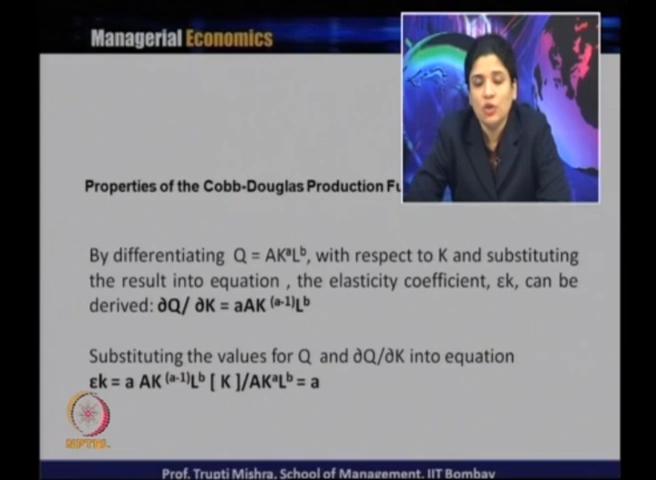 Managerial Economics
Properties of the Cobb-Douglas Production Fu
By differentiating Q = AKᵃLᵇ, with respect to K and substituting
the result into equation , the elasticity coefficient, εk, can be
derived: ∂Q/ ∂K = aAK ⁽ᵃ⁻¹⁾Lᵇ
Substituting the values for Q and ∂Q/∂K into equation
εk = a AK ⁽ᵃ⁻¹⁾Lᵇ [ K ]/AKᵃLᵇ = a
NPTEL
Prof. Trupti Mishra, School of Management, IIT Bombay